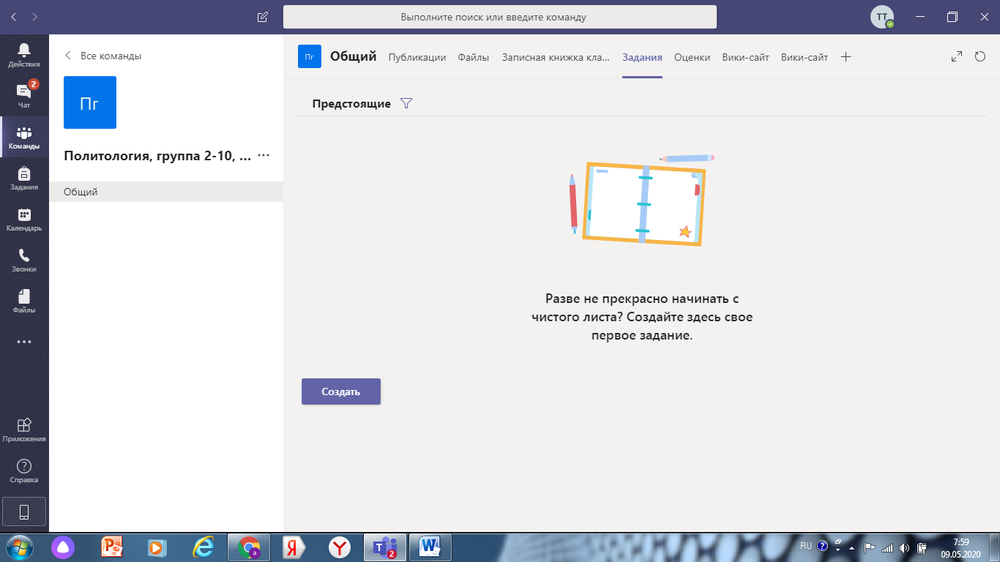 Выполните поиск или введите команду
ТТ
Действия
Чат
2
Команды
Задания
Календарь
Звонки
Файлы
Приложения
Справка
Все команды
Пг
Политология, группа 2-10, ...
Общий
Пг
Общий Публикации Файлы Записная книжка кла... Задания Оценки Вики-сайт Вики-сайт
Предстоящие
Разве не прекрасно начинать с
чистого листа? Создайте здесь свое
первое задание.
Создать
2
RU
7:59
09.05.2020